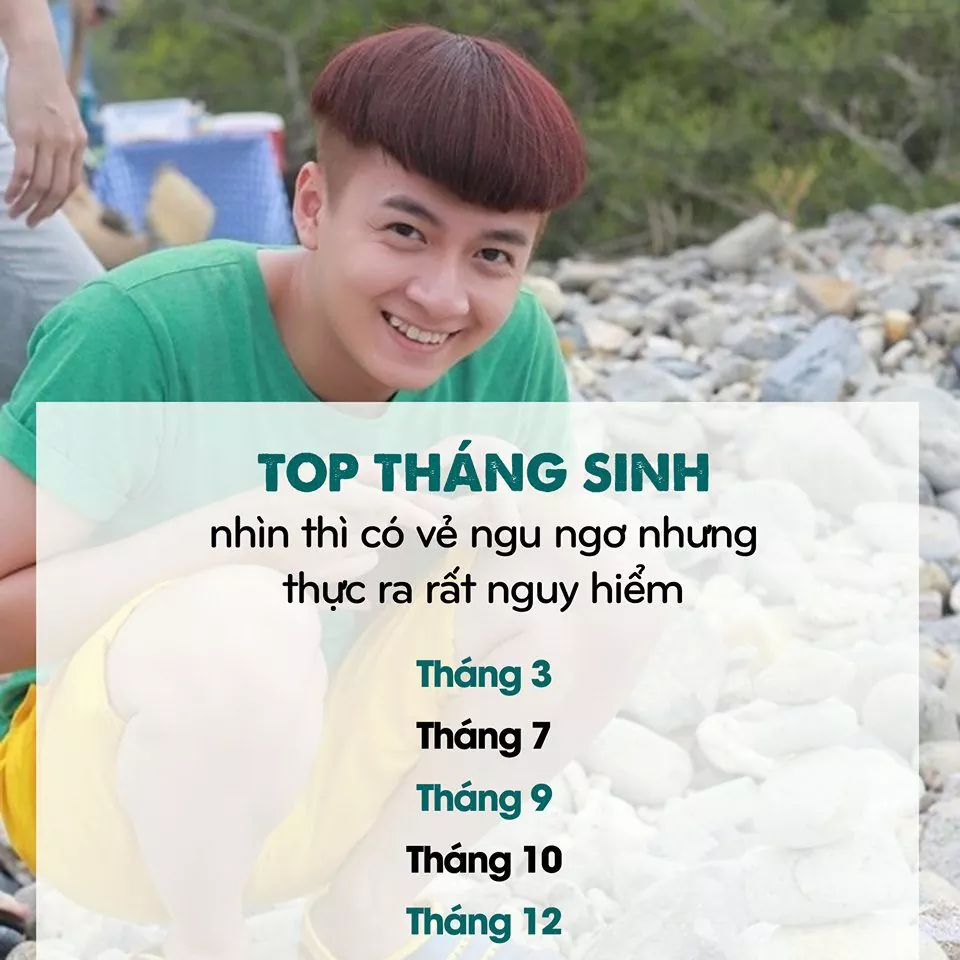 TOP THÁNG SINH
nhìn thì có vẻ ngu ngơ nhưng
thực ra rất nguy hiểm
Tháng 3
Tháng 7
Tháng 9
Tháng 10
Tháng 12